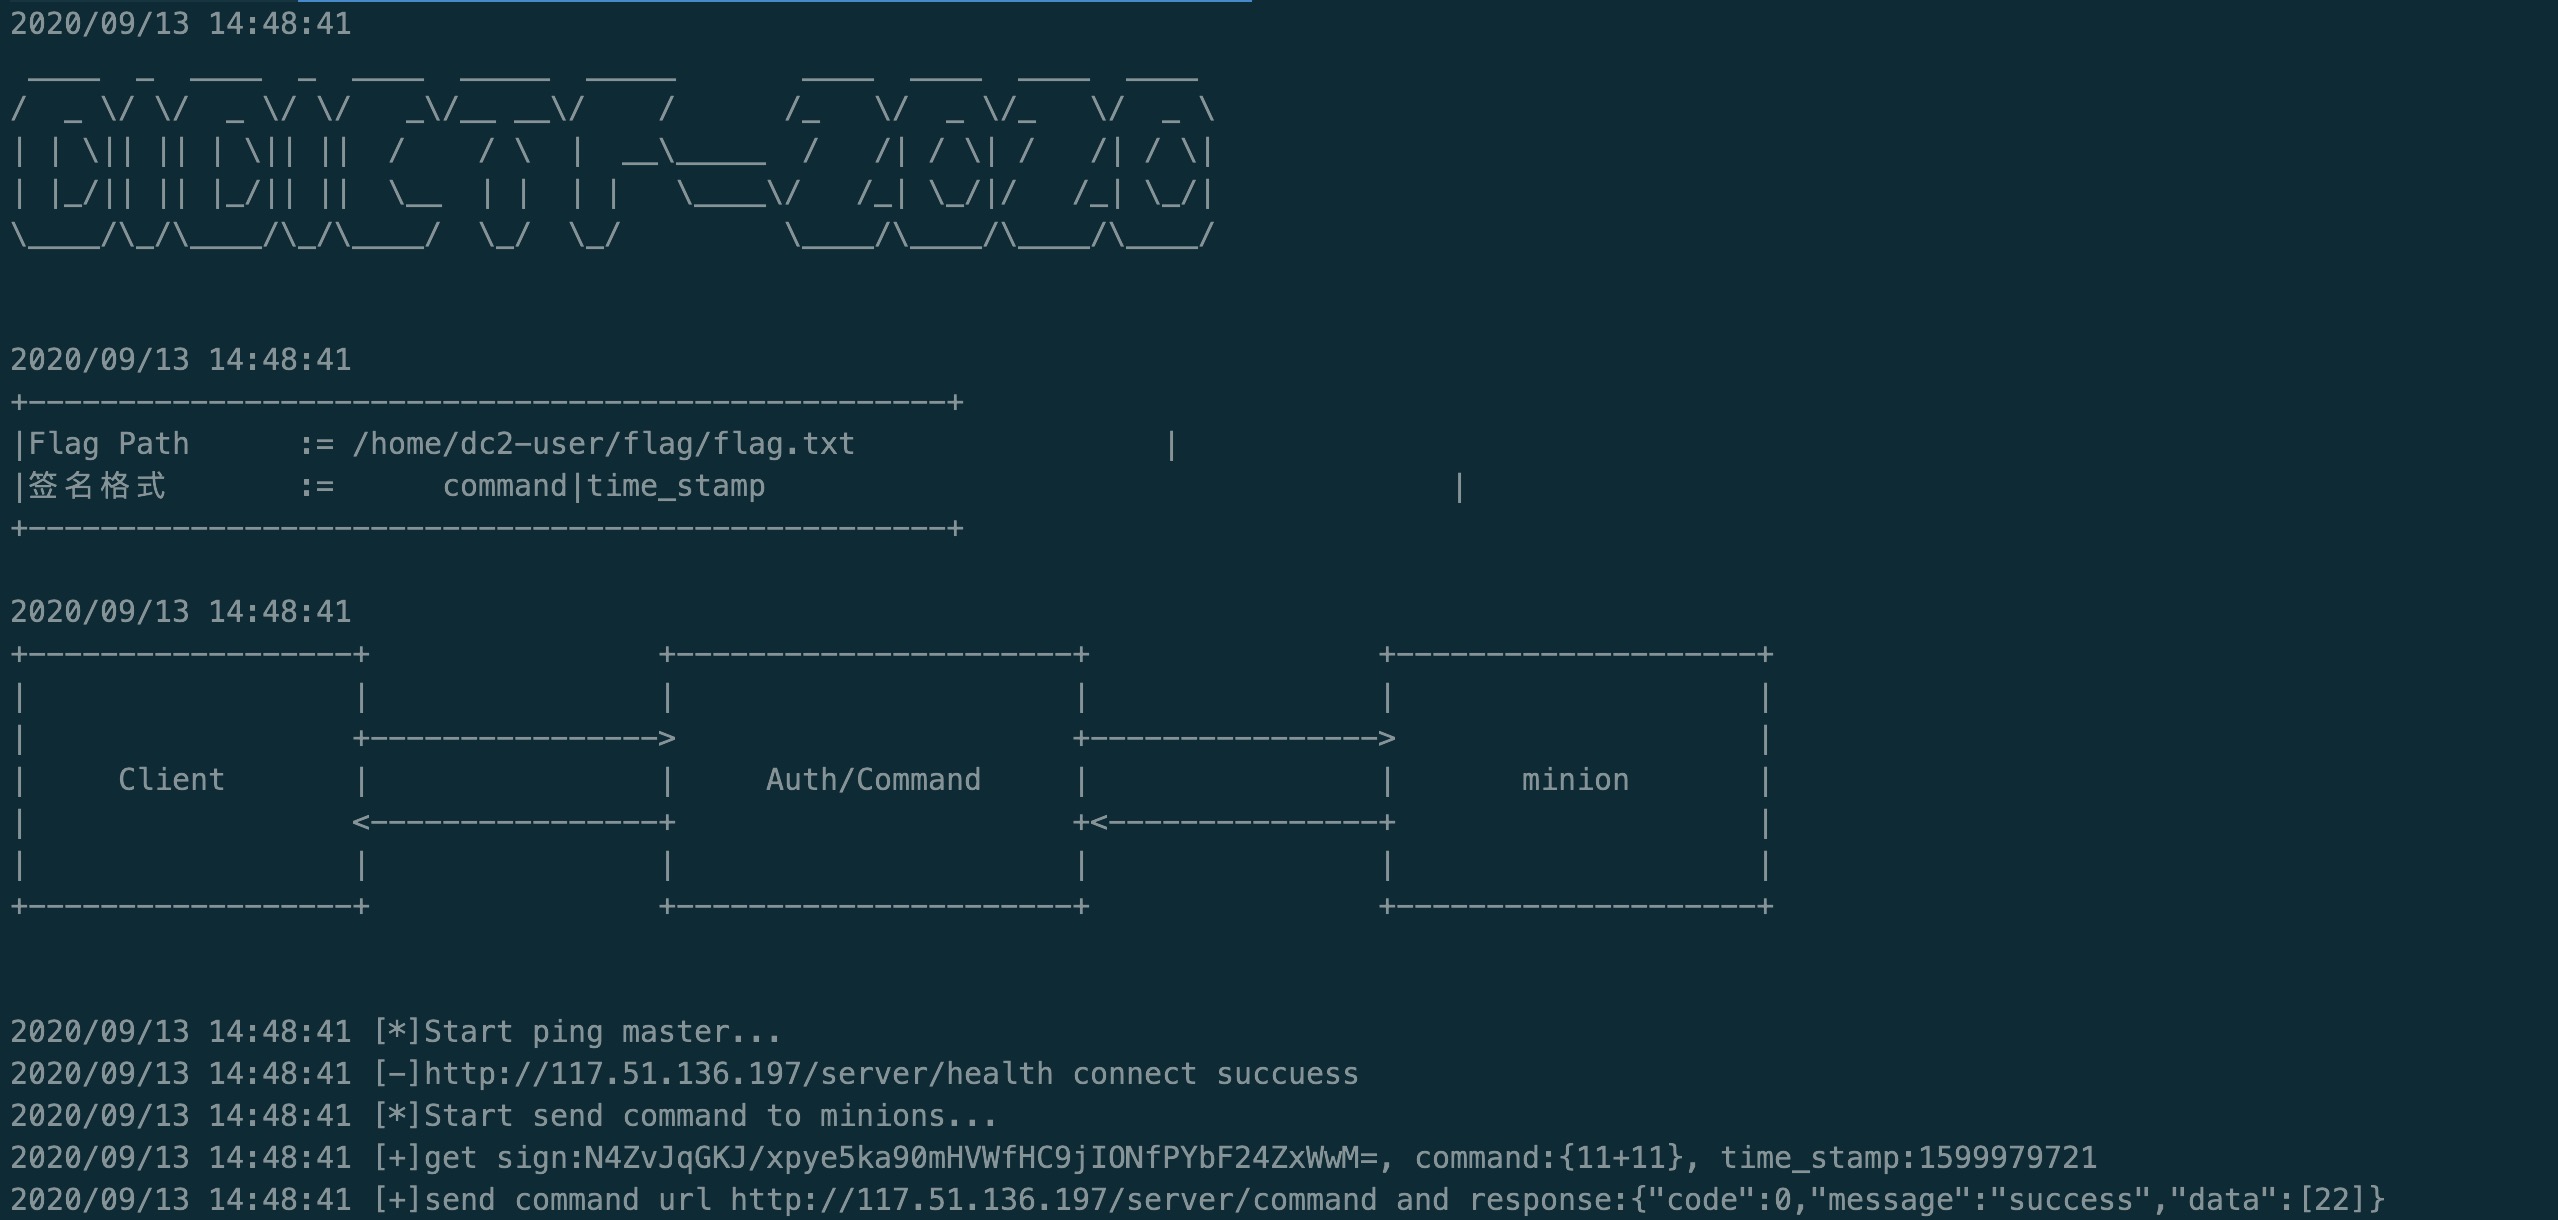 2020/09/13 14:48:41
DIDICTF-2020
2020/09/13 14:48:41
|Flag Path := /home/dc2-user/flag/flag.txt |
|签名格式 := command|time_stamp |
2020/09/13 14:48:41
Client Auth/Command minion
2020/09/13 14:48:41 [*]Start ping master...
2020/09/13 14:48:41 [-]http://117.51.136.197/server/health connect succuess
2020/09/13 14:48:41 [*]Start send command to minions...
2020/09/13 14:48:41 [+]get sign:N4ZvJqGKJ/xpye5ka90mHVWfHC9jIONfPYbF24ZxWwM=, command:{11+11}, time_stamp:1599979721
2020/09/13 14:48:41 [+]send command url http://117.51.136.197/server/command and response:{"code":0,"message":"success","data":[22]}